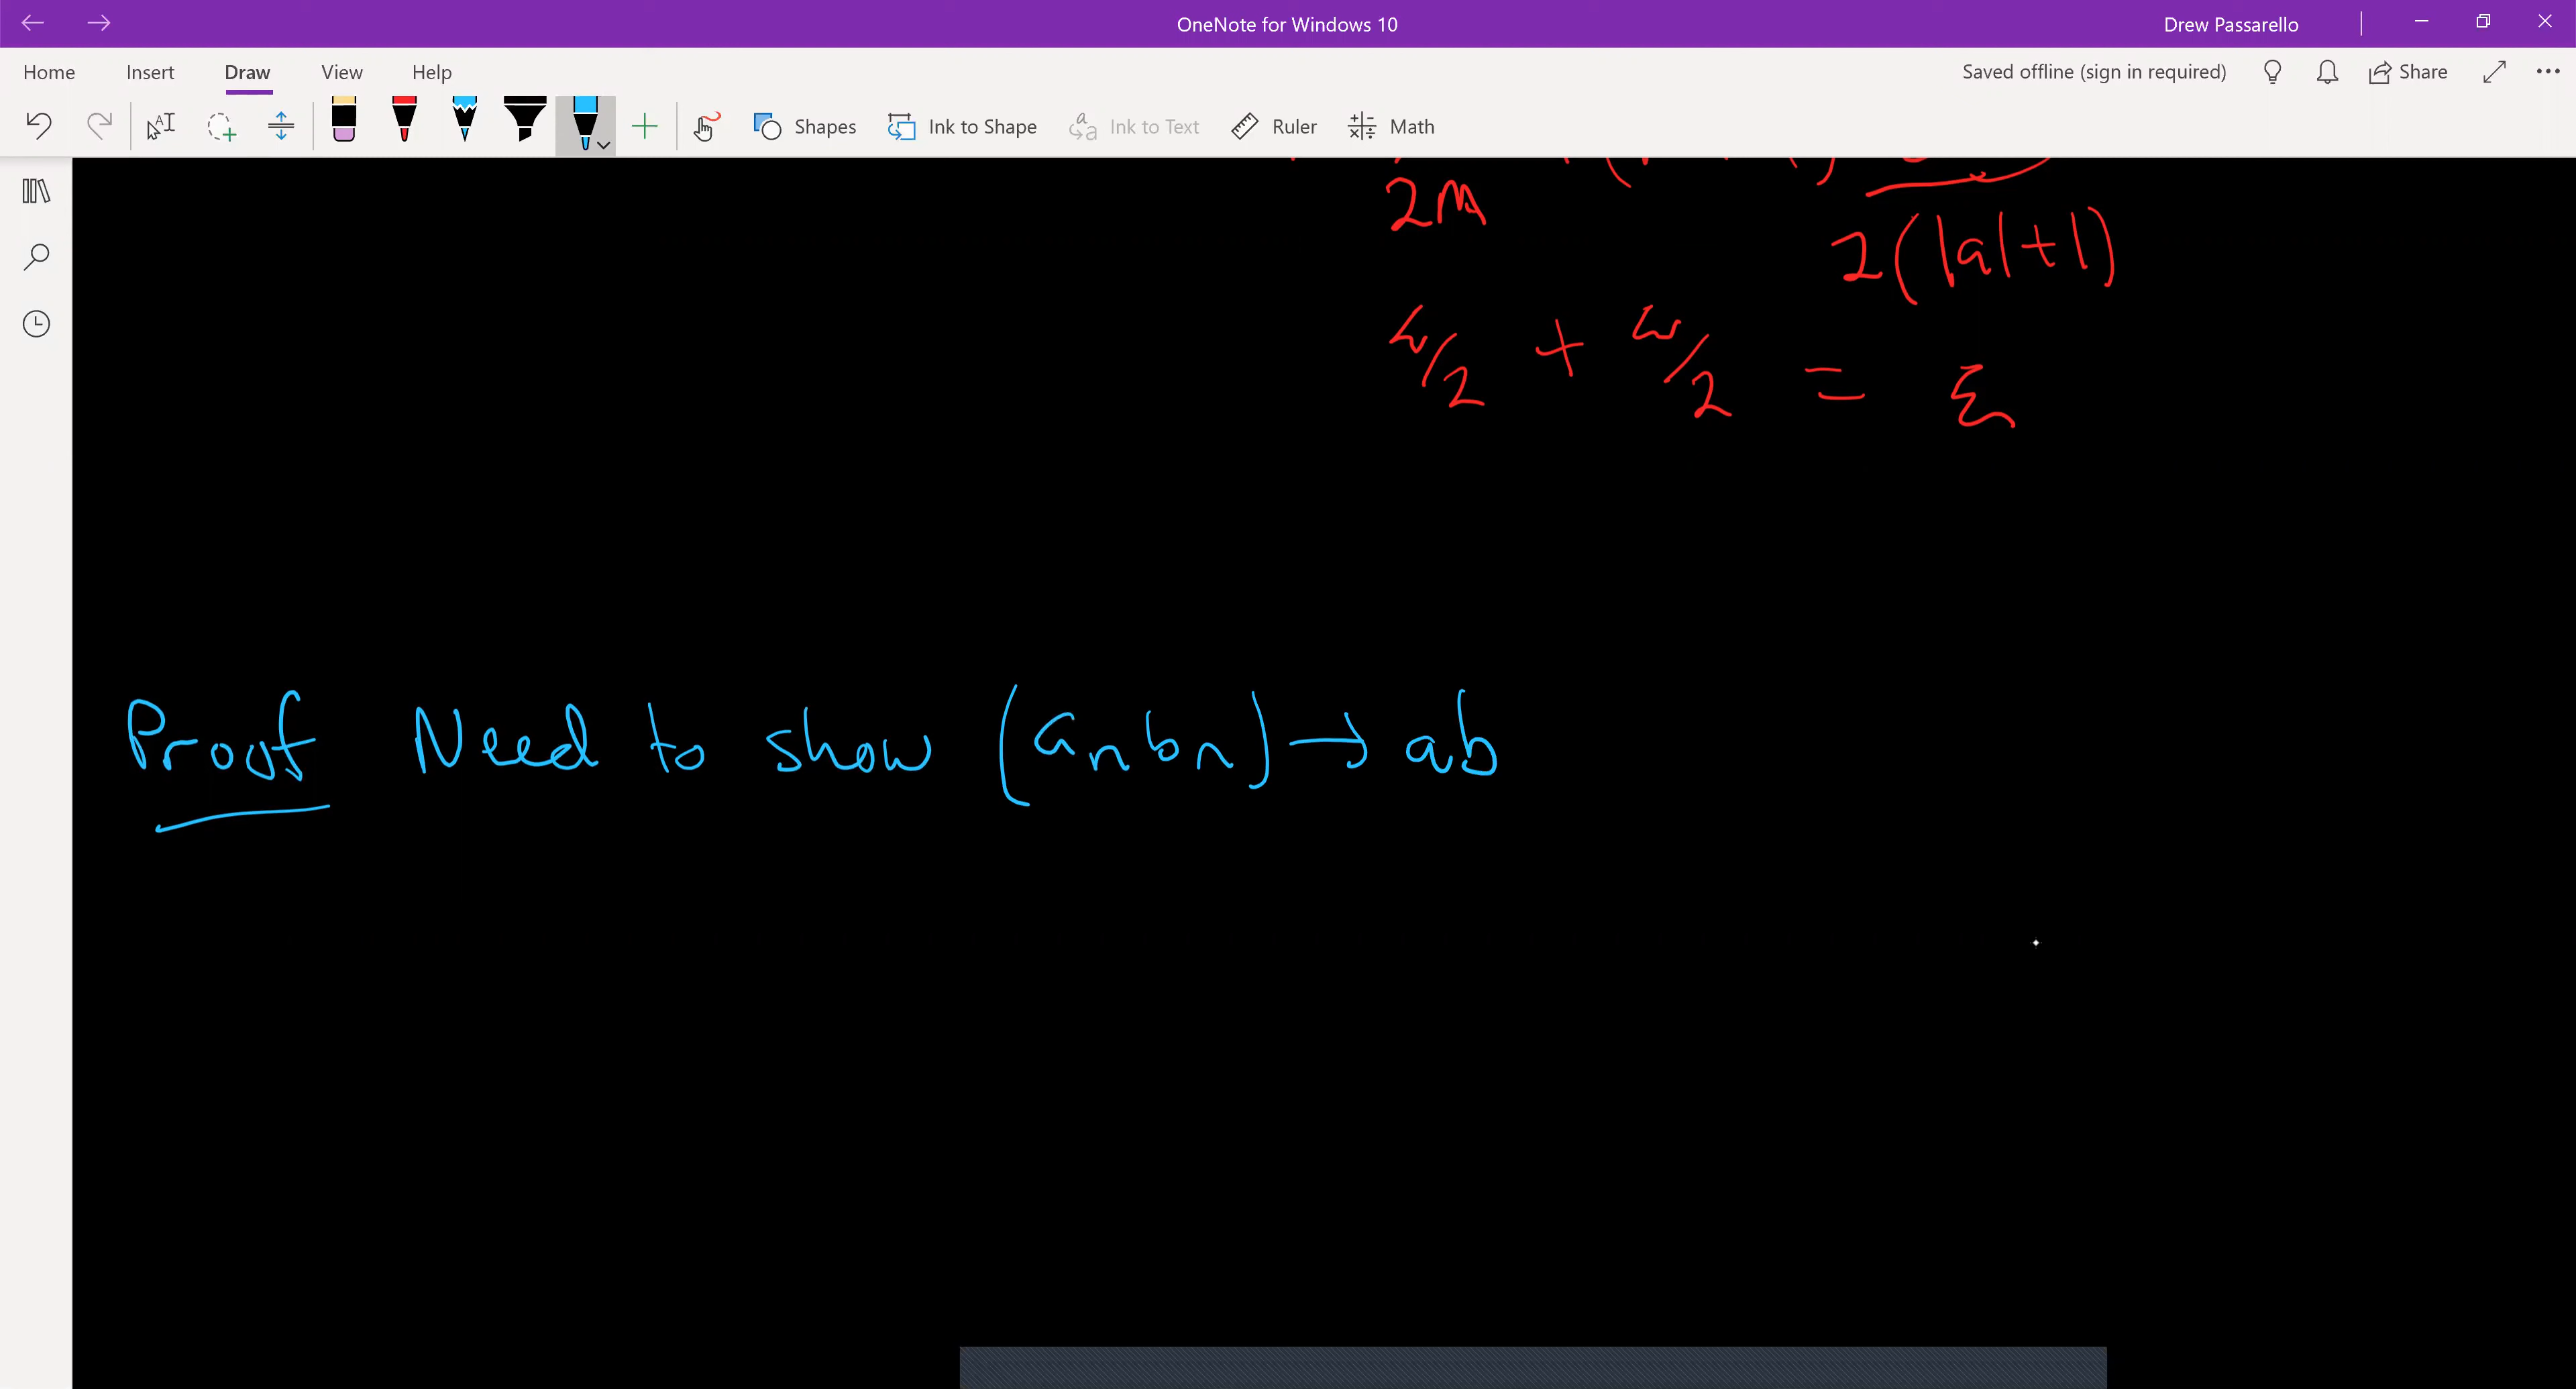 OneNote for Windows 10 Drew Passarello
Home Insert Draw View Help Saved offline (sign in required) Share
Shapes Ink to Shape Ink to Text Ruler Math
2M
2(|a|+1)
ε/2 + ε/2 = ε
Proof Need to show (aₙbₙ)→ab